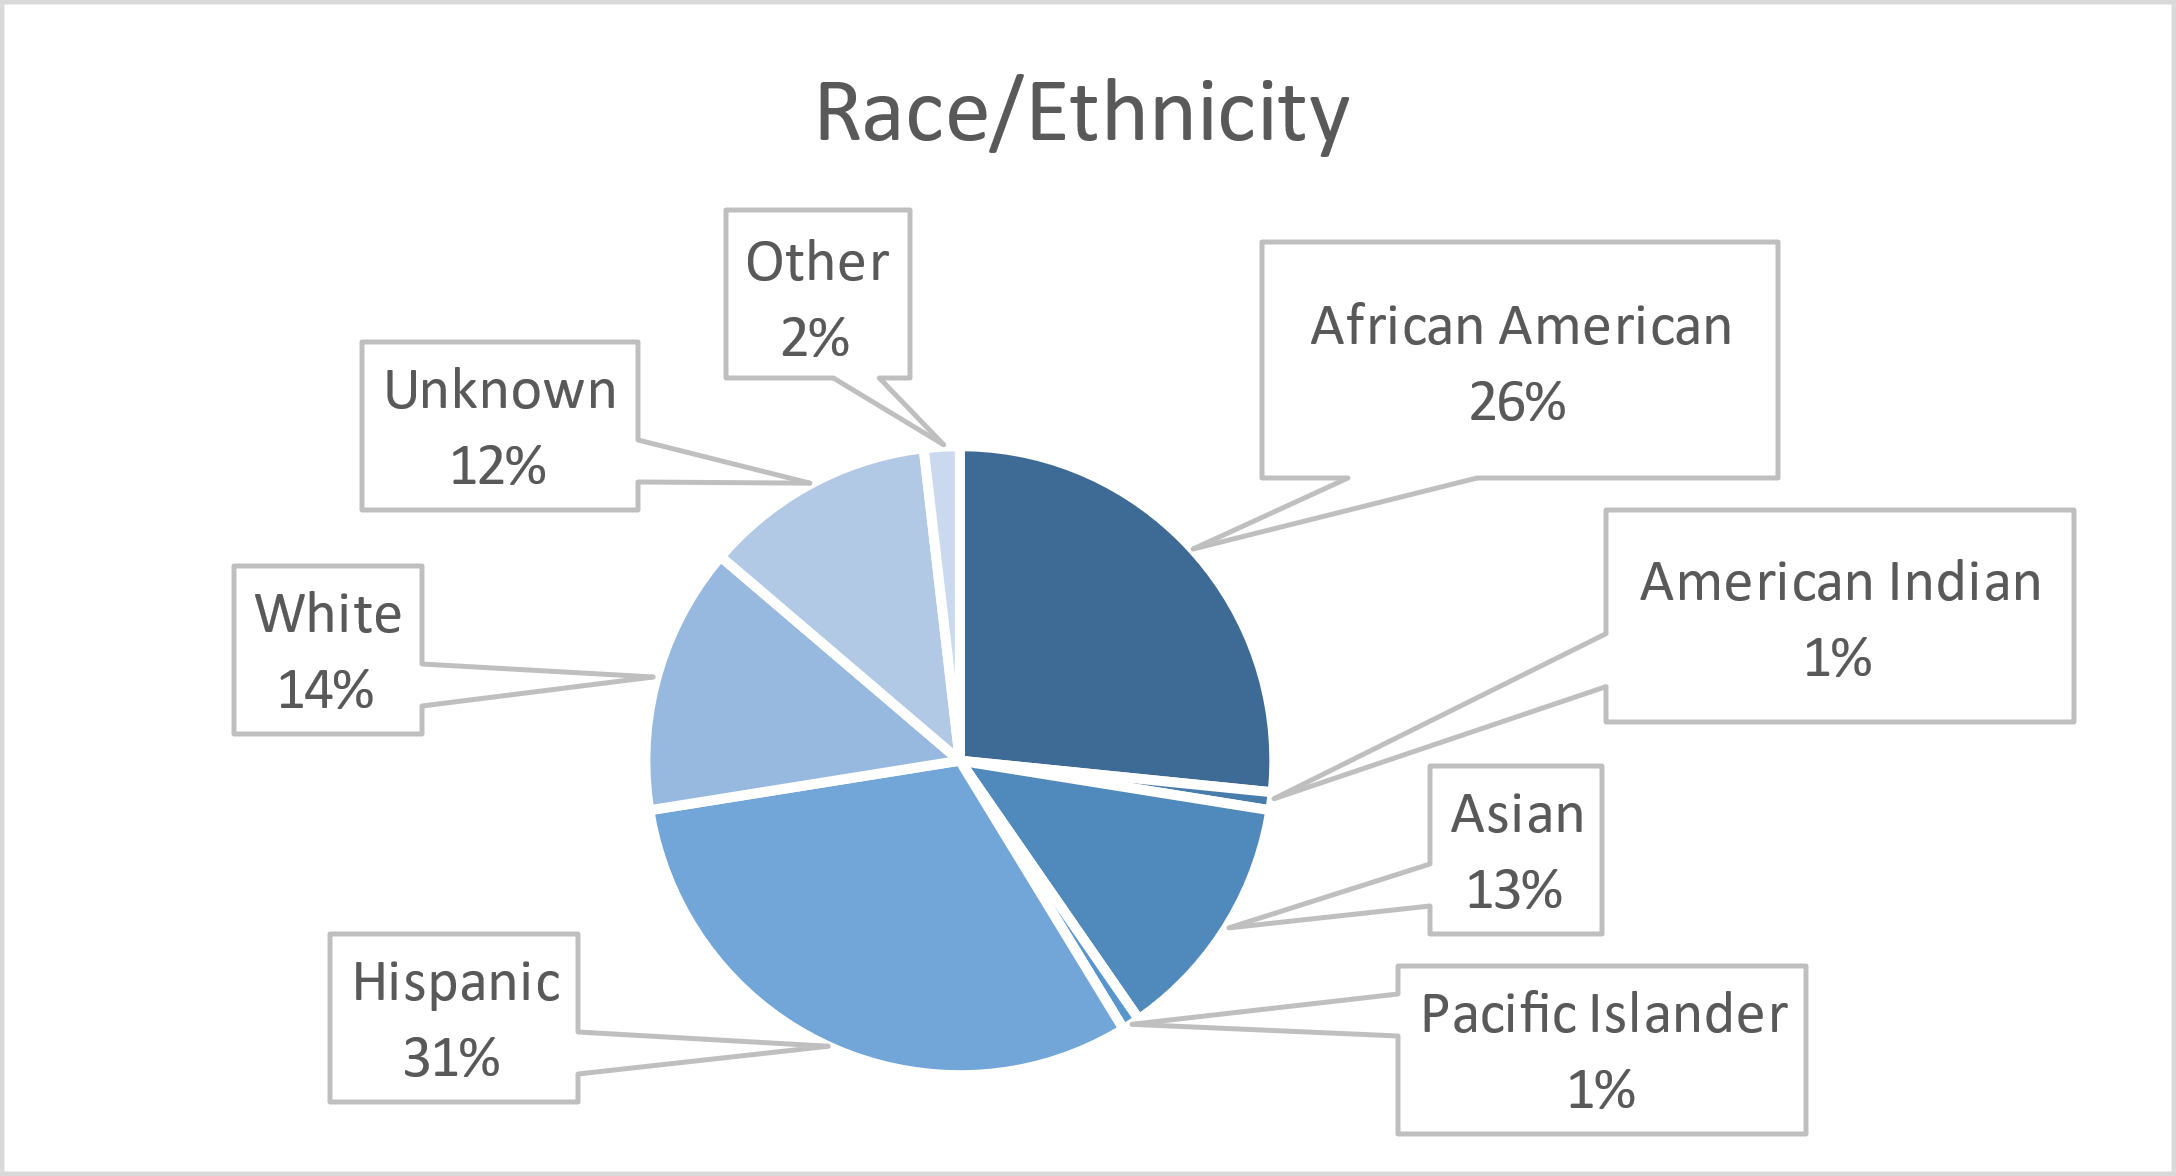 Race/Ethnicity
Other
2%
African American
26%
Unknown
12%
American Indian
1%
White
14%
Asian
13%
Hispanic
31%
Pacific Islander
1%